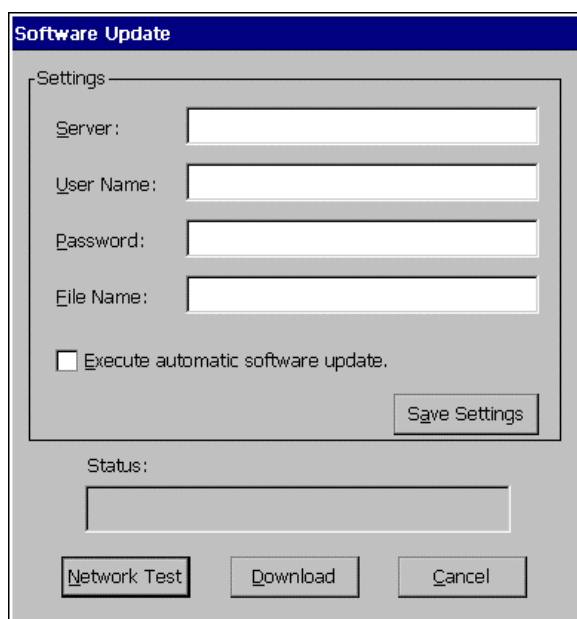 Software Update
Settings
Server:
User Name:
Password:
File Name:
Execute automatic software update.
Save Settings
Status:
Network Test
Download
Cancel